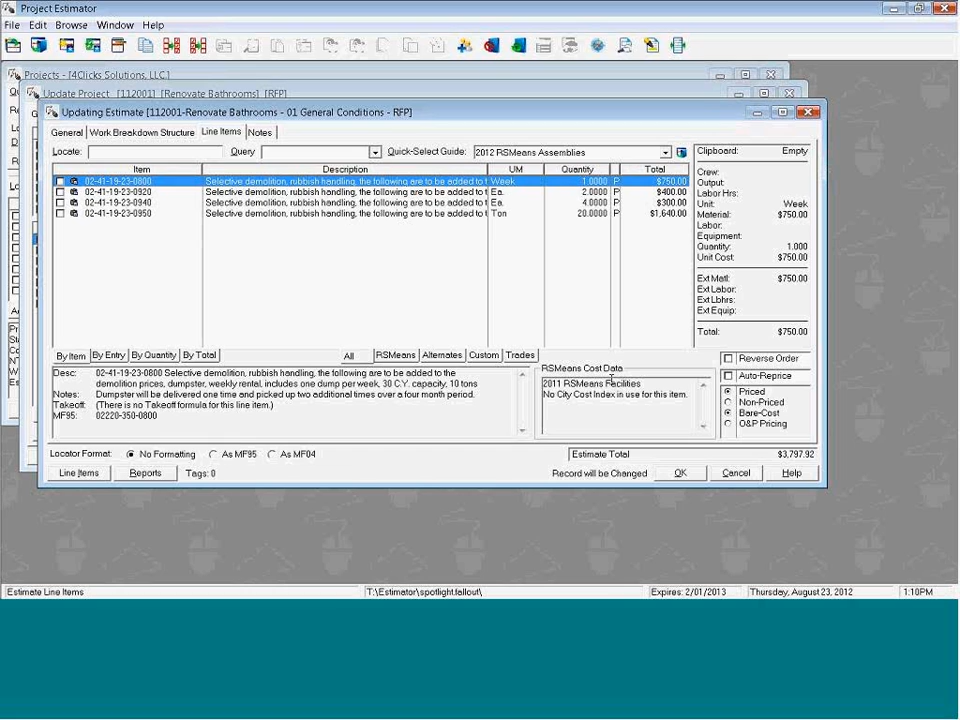 Project Estimator
File Edit Browse Window Help
Projects - [4Clicks Solutions, LLC.]
Update Project [112001] [Renovate Bathrooms] [RFP]
Updating Estimate [112001-Renovate Bathrooms - 01 General Conditions - RFP]
General Work Breakdown Structure Line Items Notes
Locate: Query Quick-Select Guide: 2012 RSMeans Assemblies
Item Description UM Quantity Total
02-41-19-23-0800 Selective demolition, rubbish handling, the following are to be added to t Week 1.0000 P $750.00
02-41-19-23-0920 Selective demolition, rubbish handling, the following are to be added to t Ea. 2.0000 P $400.00
02-41-19-23-0940 Selective demolition, rubbish handling, the following are to be added to t Ea. 4.0000 P $300.00
02-41-19-23-0950 Selective demolition, rubbish handling, the following are to be added to t Ton 20.0000 P $1,640.00
Clipboard: Empty
Crew:
Output:
Labor Hrs:
Unit: Week
Material: $750.00
Labor:
Equipment:
Quantity: 1.000
Unit Cost: $750.00
Ext Matl: $750.00
Ext Labor:
Ext Lbhrs:
Ext Equip:
Total: $750.00
By Item By Entry By Quantity By Total All RSMeans Alternates Custom Trades
Desc: 02-41-19-23-0800 Selective demolition, rubbish handling, the following are to be added to the
demolition prices, dumpster, weekly rental, includes one dump per week, 30 C.Y. capacity, 10 tons
Notes: Dumpster will be delivered one time and picked up two additional times over a four month period.
Takeoff: (There is no Takeoff formula for this line item.)
MF95: 02220-350-0800
RSMeans Cost Data
2011 RSMeans Facilities
No City Cost Index in use for this item.
Reverse Order
Auto-Reprice
Priced
Non-Priced
Bare-Cost
O&P Pricing
Locator Format: No Formatting As MF95 As MF04 Estimate Total $3,797.92
Line Items Reports Tags: 0 Record will be Changed OK Cancel Help
Estimate Line Items T:\Estimator\spotlight.fallout\ Expires: 2/01/2013 Thursday, August 23, 2012 1:10PM